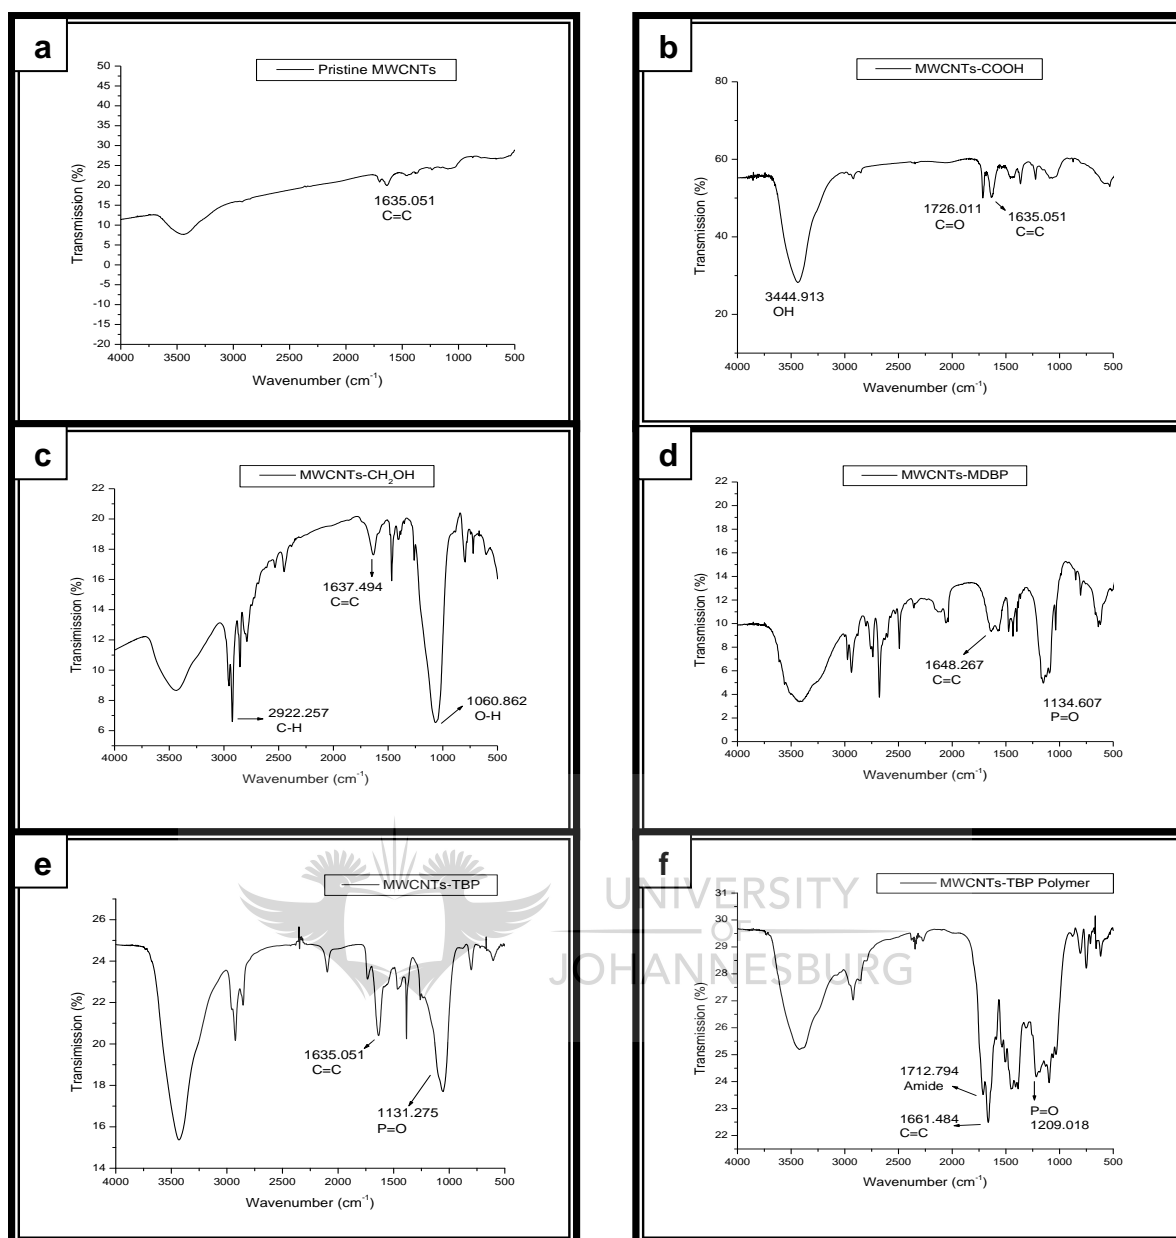 a
Pristine MWCNTs
50
45
40
35
30
25
20
15
10
5
0
-5
-10
-15
-20
Transmission (%)
1635.051
C=C
4000 3500 3000 2500 2000 1500 1000 500
Wavenumber (cm⁻¹)
b
MWCNTs-COOH
80
60
40
20
Transmission (%)
1726.011
C=O
1635.051
C=C
3444.913
OH
4000 3500 3000 2500 2000 1500 1000 500
Wavenumber (cm⁻¹)
c
MWCNTs-CH₂OH
22
20
18
16
14
12
10
8
6
Transimission (%)
1637.494
C=C
2922.257
C-H
1060.862
O-H
4000 3500 3000 2500 2000 1500 1000 500
Wavenumber (cm⁻¹)
d
MWCNTs-MDBP
22
20
18
16
14
12
10
8
6
4
2
0
Transmission (%)
1648.267
C=C
1134.607
P=O
4000 3500 3000 2500 2000 1500 1000 500
Wavenumber (cm⁻¹)
e
MWCNTs-TBP
26
24
22
20
18
16
14
Transimission (%)
1635.051
C=C
1131.275
P=O
4000 3500 3000 2500 2000 1500 1000 500
Wavenumber (cm⁻¹)
f
MWCNTs-TBP Polymer
31
30
29
28
27
26
25
24
23
22
Transmission (%)
1712.794
Amide
1661.484
C=C
P=O
1209.018
4000 3500 3000 2500 2000 1500 1000 500
Wavenumber (cm⁻¹)
UNIVERSITY
OF
JOHANNESBURG